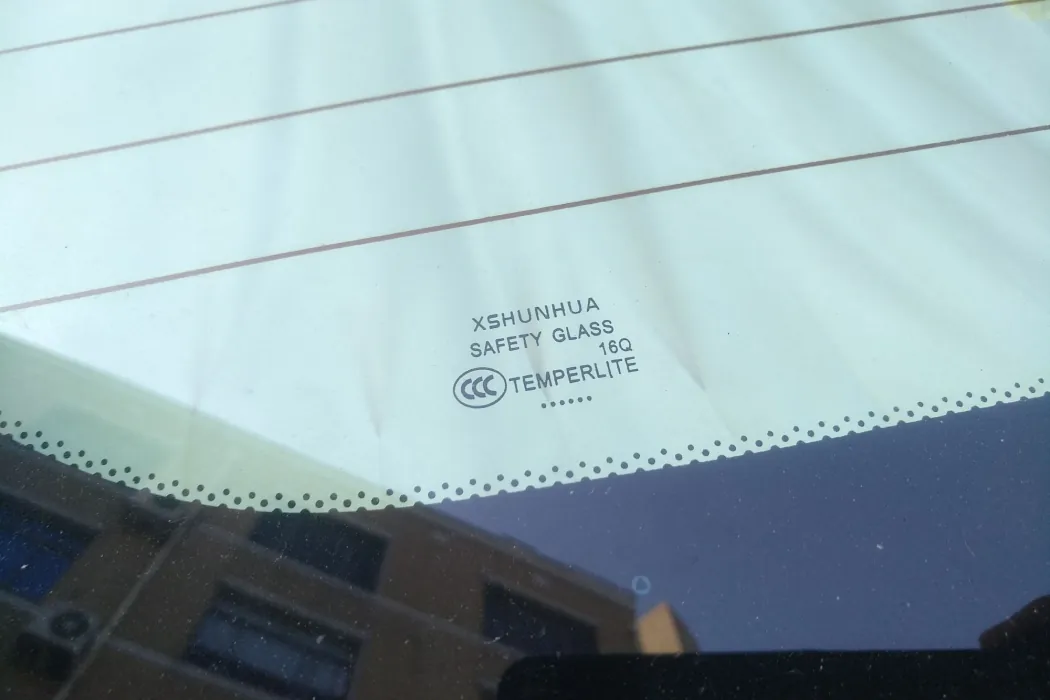 XSHUNHUA
SAFETY GLASS
16Q
CCC TEMPERLITE